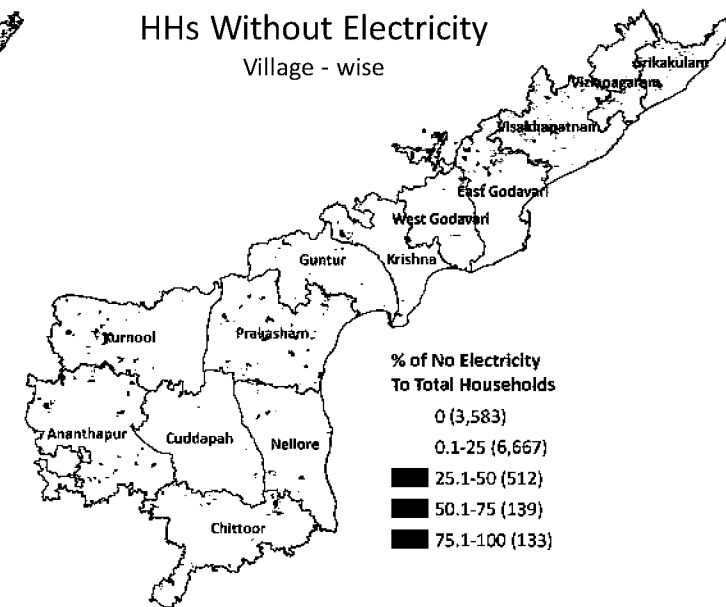 HHs Without Electricity
Village - wise
Srikakulam
Vizianagaram
Visakhapatnam
East Godavari
West Godavari
Guntur
Krishna
Kurnool
Prakasham
% of No Electricity
To Total Households
0 (3,583)
0.1-25 (6,667)
25.1-50 (512)
50.1-75 (139)
75.1-100 (133)
Ananthapur
Cuddapah
Nellore
Chittoor